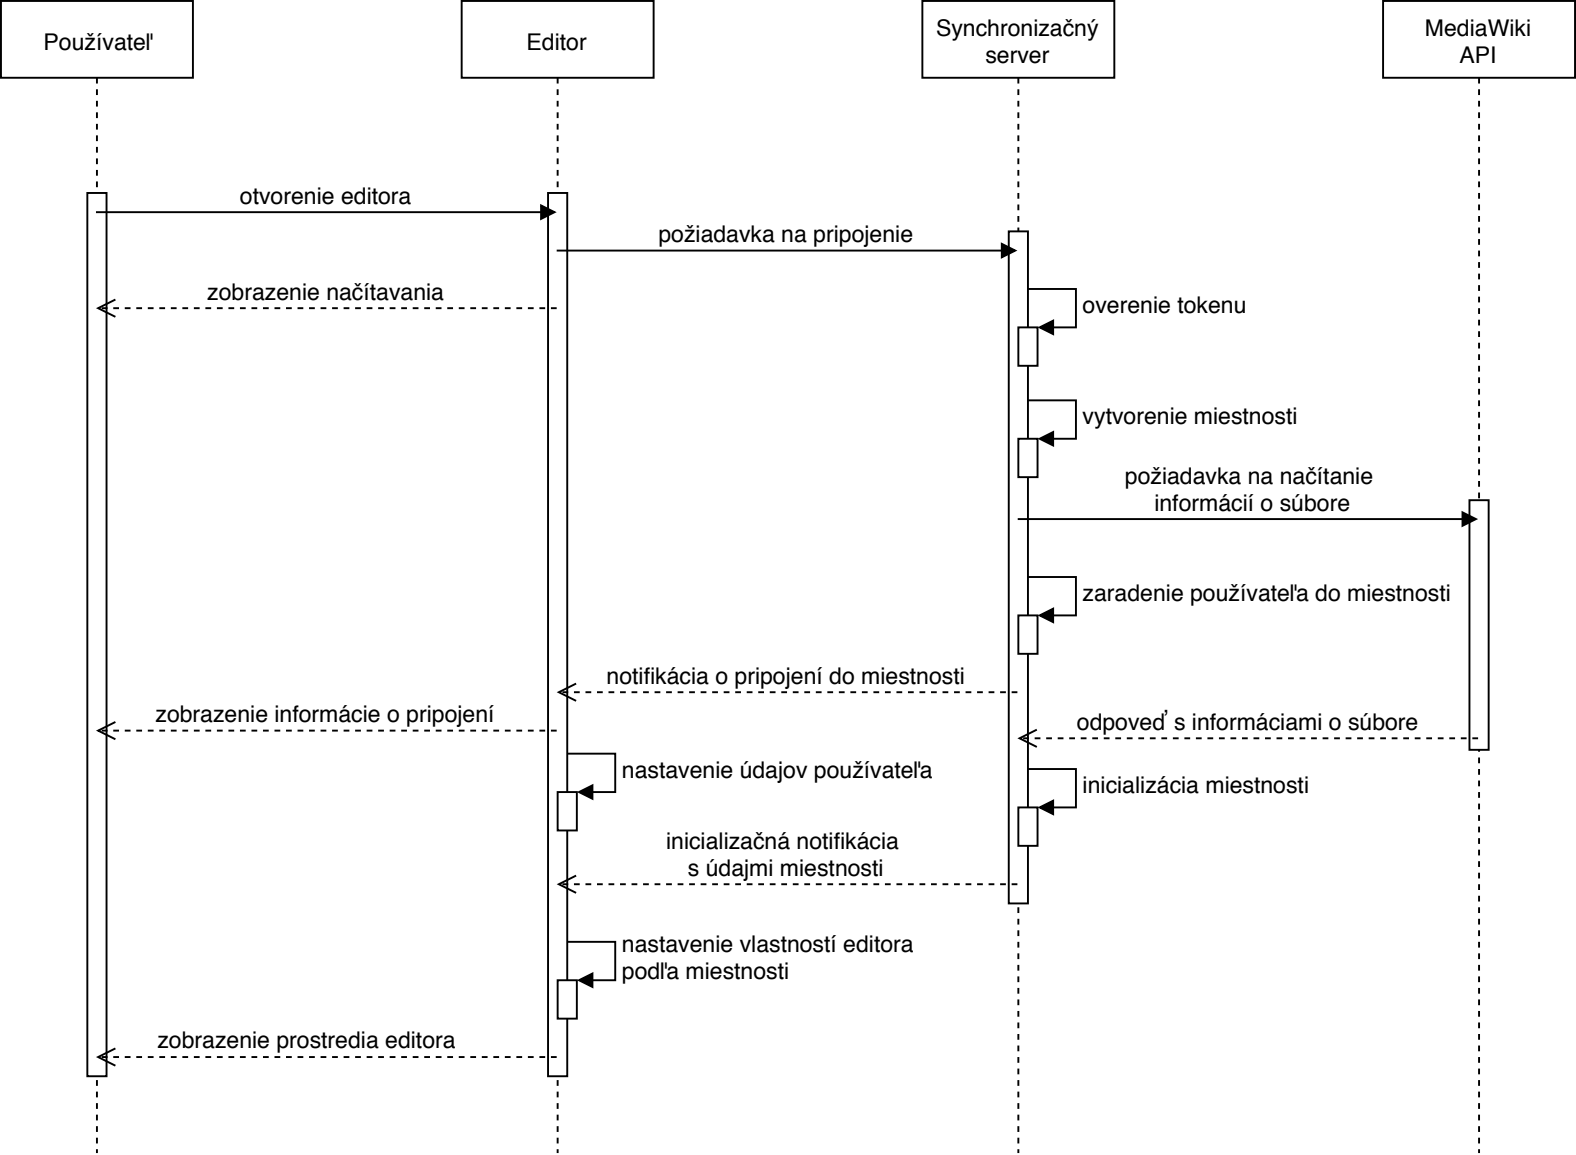 Používateľ
Editor
Synchronizačný
server
MediaWiki
API
otvorenie editora
požiadavka na pripojenie
zobrazenie načítavania
overenie tokenu
vytvorenie miestnosti
požiadavka na načítanie
informácií o súbore
zaradenie používateľa do miestnosti
notifikácia o pripojení do miestnosti
zobrazenie informácie o pripojení
odpoveď s informáciami o súbore
nastavenie údajov používateľa
inicializácia miestnosti
inicializačná notifikácia
s údajmi miestnosti
nastavenie vlastností editora
podľa miestnosti
zobrazenie prostredia editora